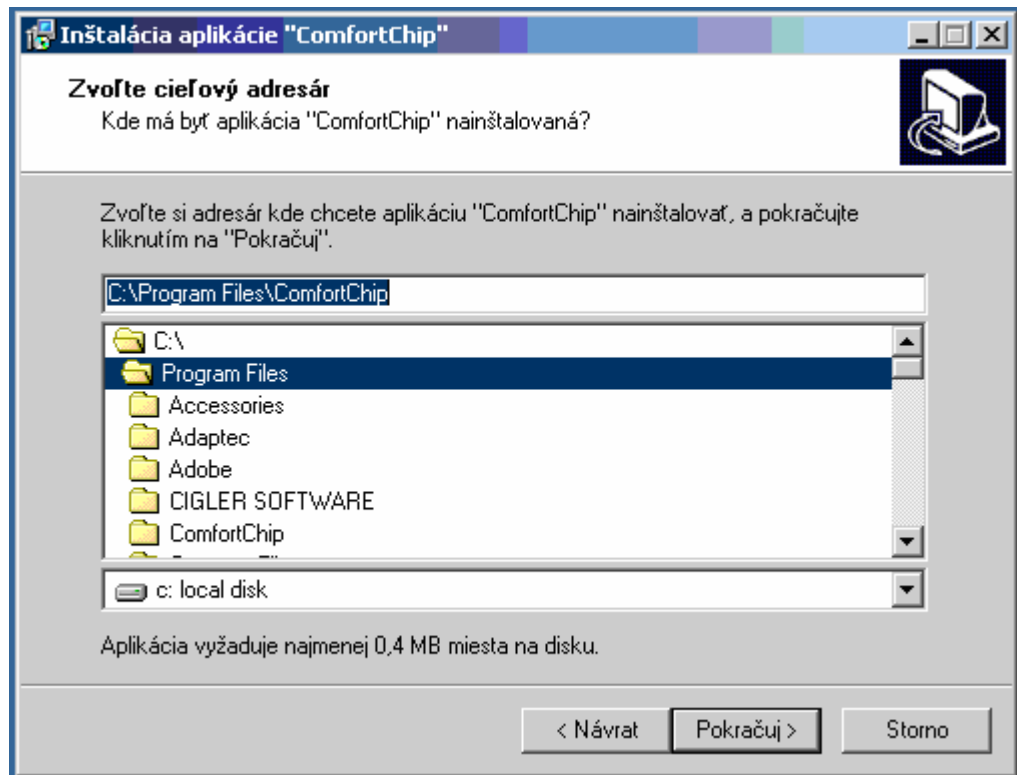 Inštalácia aplikácie "ComfortChip"
Zvoľte cieľový adresár
Kde má byť aplikácia "ComfortChip" nainštalovaná?
Zvoľte si adresár kde chcete aplikáciu "ComfortChip" nainštalovať, a pokračujte
kliknutím na "Pokračuj".
C:\Program Files\ComfortChip
C:\
Program Files
Accessories
Adaptec
Adobe
CIGLER SOFTWARE
ComfortChip
c: local disk
Aplikácia vyžaduje najmenej 0,4 MB miesta na disku.
< Návrat
Pokračuj >
Storno